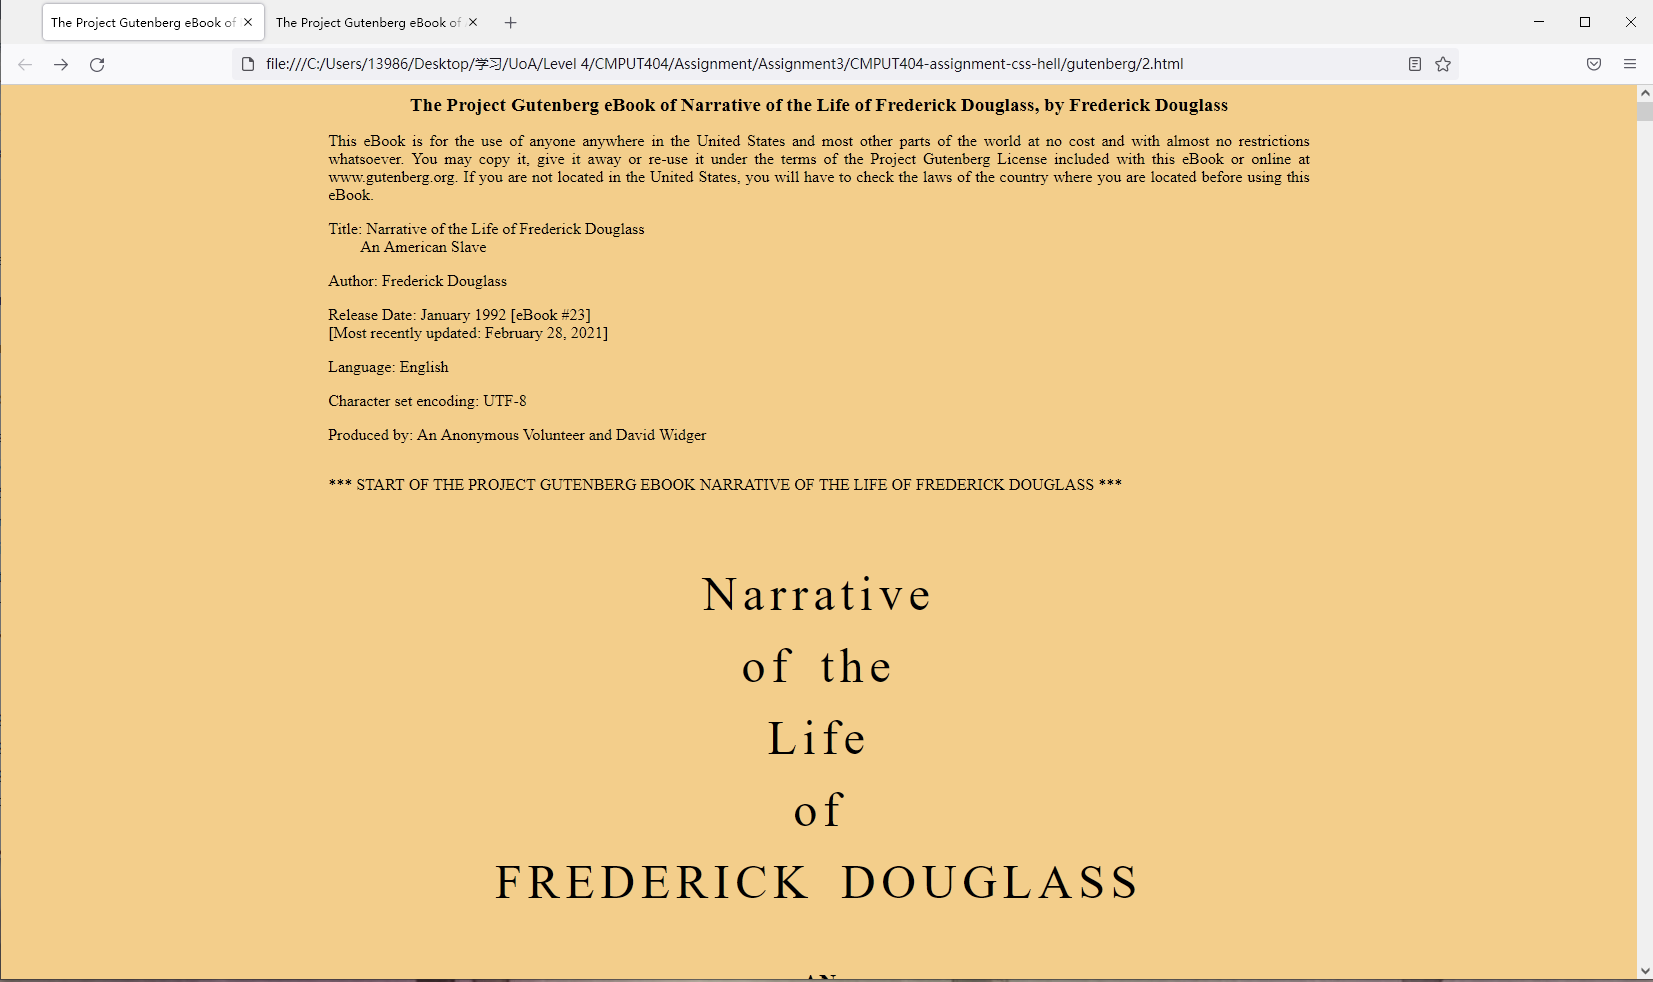 The Project Gutenberg eBook of
The Project Gutenberg eBook of
file:///C:/Users/13986/Desktop/学习/UoA/Level 4/CMPUT404/Assignment/Assignment3/CMPUT404-assignment-css-hell/gutenberg/2.html
The Project Gutenberg eBook of Narrative of the Life of Frederick Douglass, by Frederick Douglass
This eBook is for the use of anyone anywhere in the United States and most other parts of the world at no cost and with almost no restrictions
whatsoever. You may copy it, give it away or re-use it under the terms of the Project Gutenberg License included with this eBook or online at
www.gutenberg.org. If you are not located in the United States, you will have to check the laws of the country where you are located before using this
eBook.
Title: Narrative of the Life of Frederick Douglass
An American Slave
Author: Frederick Douglass
Release Date: January 1992 [eBook #23]
[Most recently updated: February 28, 2021]
Language: English
Character set encoding: UTF-8
Produced by: An Anonymous Volunteer and David Widger
*** START OF THE PROJECT GUTENBERG EBOOK NARRATIVE OF THE LIFE OF FREDERICK DOUGLASS ***
Narrative
of the
Life
of
FREDERICK DOUGLASS
AN